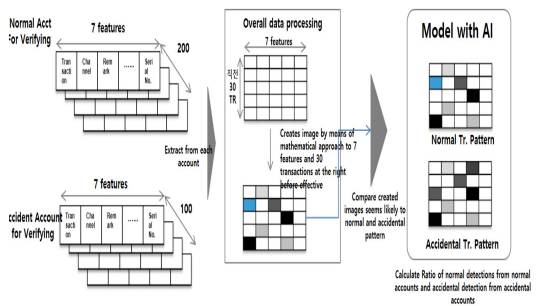 Normal Acct
For Verifying
7 features
200
Tran
sacti
on
Cha
nnel
Rem
ark
......
Seri
al
No.
Extract from each
account
7 features
100
ccident Account
for Verifying
Tran
sacti
on
Cha
nnel
Rem
ark
......
Seri
al
No.
Overall data processing
7 features
직전
30
TR
Creates image by means of
mathematical approach to 7
features and 30
transactions at the right
before effective
Compare created
images seems likely to
normal and accidental
pattern
Model with AI
Normal Tr. Pattern
Accidental Tr. Pattern
Calculate Ratio of normal detections from normal
accounts and accidental detection from accidental
accounts